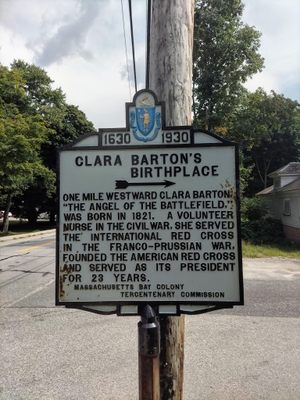 1630 1930
CLARA BARTON'S
BIRTHPLACE
ONE MILE WESTWARD CLARA BARTON,
"THE ANGEL OF THE BATTLEFIELD,"
WAS BORN IN 1821. A VOLUNTEER
NURSE IN THE CIVIL WAR, SHE SERVED
THE INTERNATIONAL RED CROSS
IN THE FRANCO-PRUSSIAN WAR,
FOUNDED THE AMERICAN RED CROSS
AND SERVED AS ITS PRESIDENT
FOR 23 YEARS.
MASSACHUSETTS BAY COLONY
TERCENTENARY COMMISSION